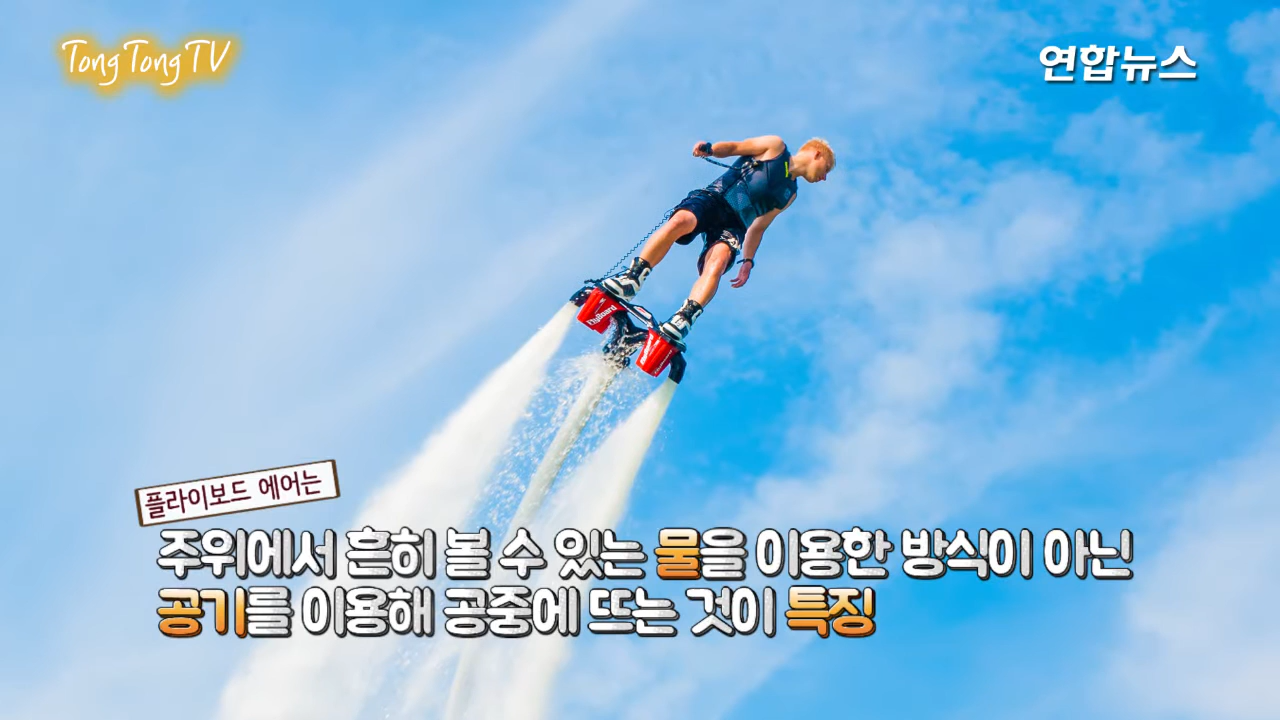 Tong Tong TV
연합뉴스
FlyBoard
플라이보드 에어는
주위에서 흔히 볼 수 있는 물을 이용한 방식이 아닌
공기를 이용해 공중에 뜨는 것이 특징